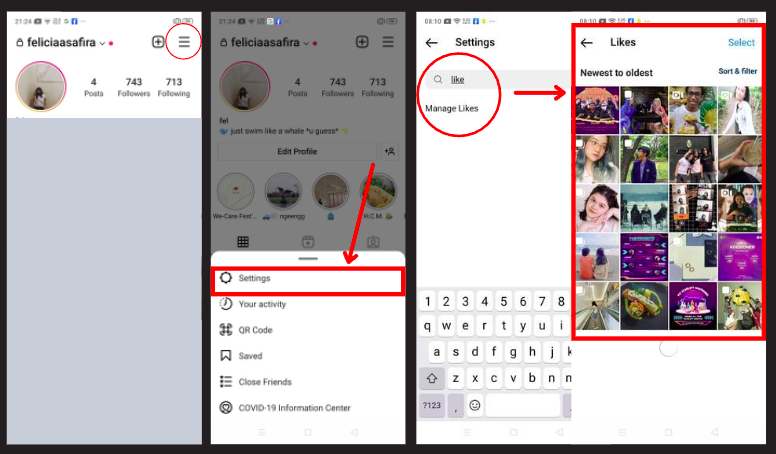 21:24
feliciaasafira
4
743
713
Posts
Followers
Following
21:24
feliciaasafira
4
743
713
Posts
Followers
Following
fel
just swim like a whale *u guess*
Edit Profile
We-Care Fest'...
ngeengg
H.C.M.
Settings
Your activity
QR Code
Saved
Close Friends
COVID-19 Information Center
08:10
Settings
like
Manage Likes
1 2 3 4 5 6 7 8
q w e r t y u i
a s d f g h j k
z x c v b n
?123 ,
08:10
Likes
Select
Newest to oldest
Sort & filter